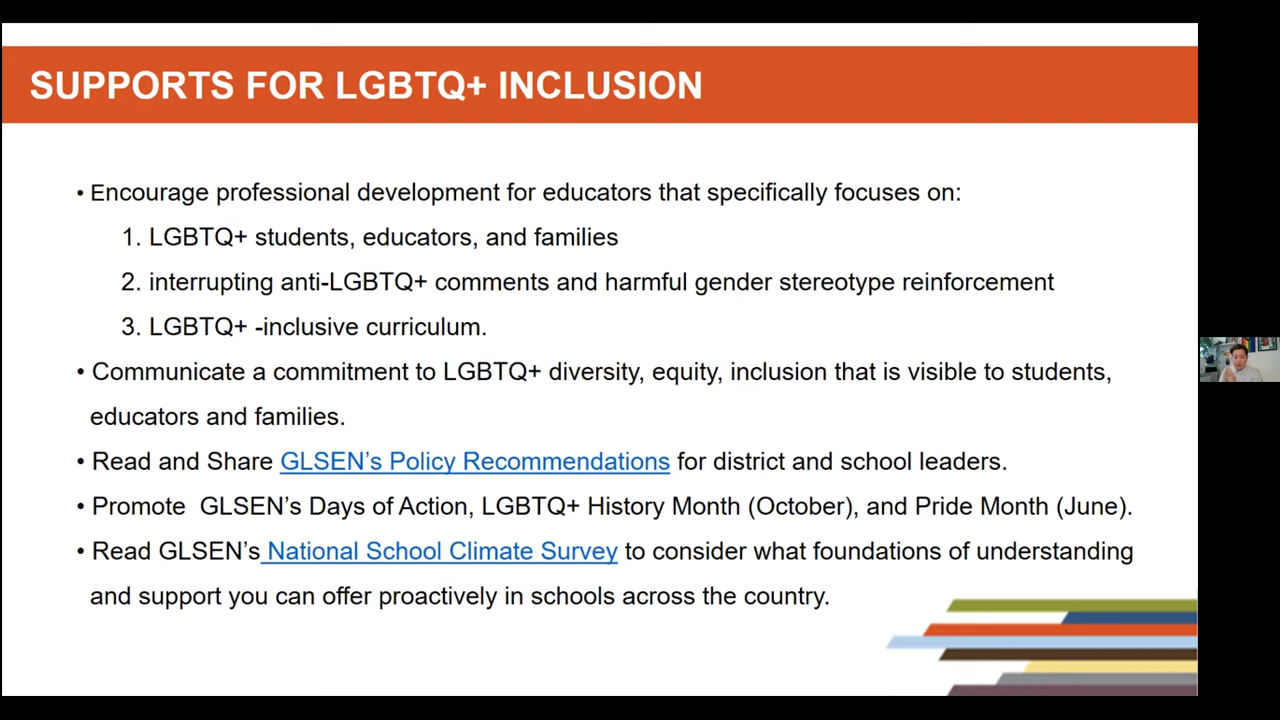 SUPPORTS FOR LGBTQ+ INCLUSION
• Encourage professional development for educators that specifically focuses on:
1. LGBTQ+ students, educators, and families
2. interrupting anti-LGBTQ+ comments and harmful gender stereotype reinforcement
3. LGBTQ+ -inclusive curriculum.
• Communicate a commitment to LGBTQ+ diversity, equity, inclusion that is visible to students,
educators and families.
• Read and Share GLSEN’s Policy Recommendations for district and school leaders.
• Promote  GLSEN’s Days of Action, LGBTQ+ History Month (October), and Pride Month (June).
• Read GLSEN’s National School Climate Survey to consider what foundations of understanding
and support you can offer proactively in schools across the country.